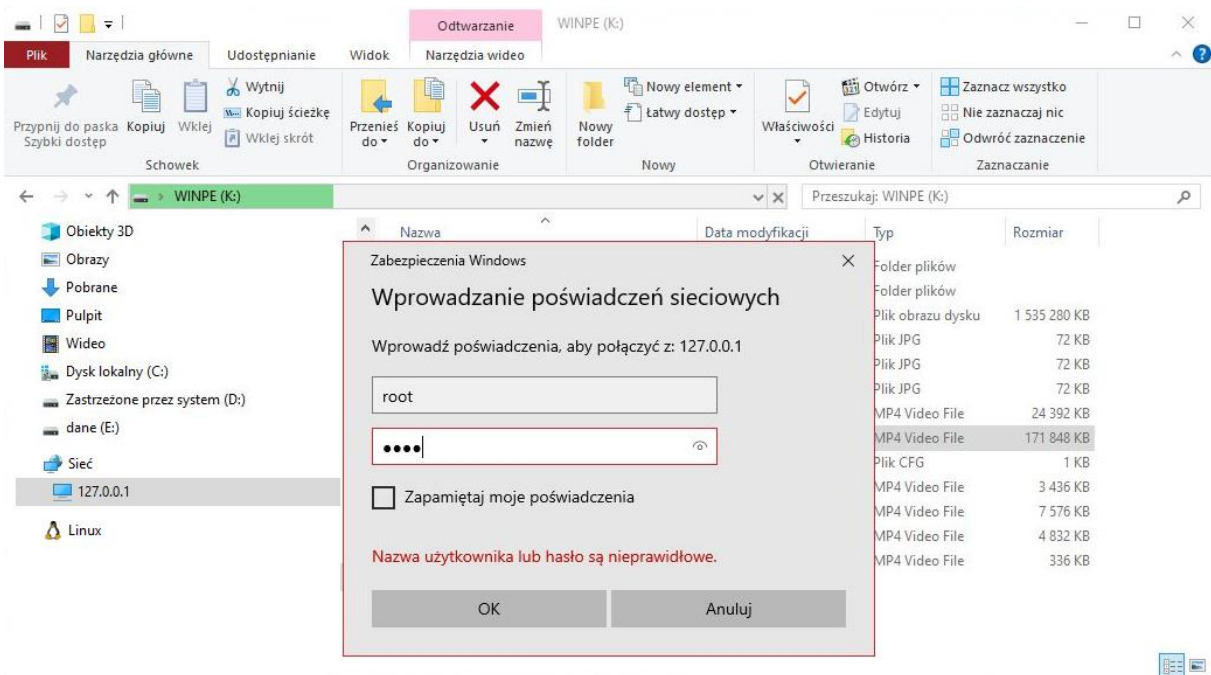 Odtwarzanie
WINPE (K:)
Plik
Narzędzia główne
Udostępnianie
Widok
Narzędzia wideo
Przypnij do paska
Szybki dostęp
Kopiuj
Wklej
Wytnij
Kopiuj ścieżkę
Wklej skrót
Schowek
Przenieś
do
Kopiuj
do
Usuń
Zmień
nazwę
Organizowanie
Nowy
folder
Nowy element
Łatwy dostęp
Nowy
Właściwości
Otwórz
Edytuj
Historia
Otwieranie
Zaznacz wszystko
Nie zaznaczaj nic
Odwróć zaznaczenie
Zaznaczanie
WINPE (K:)
Przeszukaj: WINPE (K:)
Obiekty 3D
Obrazy
Pobrane
Pulpit
Wideo
Dysk lokalny (C:)
Zastrzeżone przez system (D:)
dane (E:)
Sieć
127.0.0.1
Linux
Nazwa
Data modyfikacji
Typ
Rozmiar
Folder plików
Folder plików
Plik obrazu dysku 1 535 280 KB
Plik JPG 72 KB
Plik JPG 72 KB
Plik JPG 72 KB
MP4 Video File 24 392 KB
MP4 Video File 171 848 KB
Plik CFG 1 KB
MP4 Video File 3 436 KB
MP4 Video File 7 576 KB
MP4 Video File 4 832 KB
MP4 Video File 336 KB
Zabezpieczenia Windows
Wprowadzanie poświadczeń sieciowych
Wprowadź poświadczenia, aby połączyć z: 127.0.0.1
root
••••
Zapamiętaj moje poświadczenia
Nazwa użytkownika lub hasło są nieprawidłowe.
OK
Anuluj